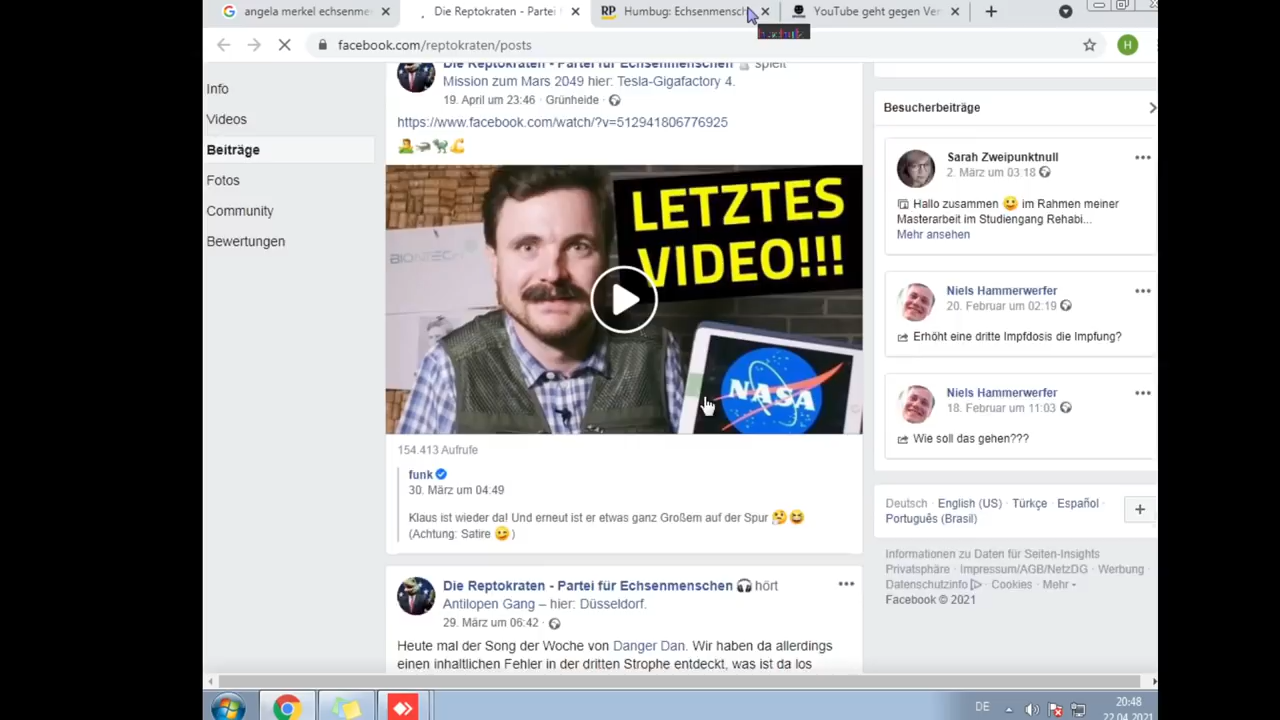 angela merkel echsenme
Die Reptokraten - Partei
Humbug: Echsenmensch
YouTube geht gegen Ver
facebook.com/reptokraten/posts
H
Info
Videos
Beiträge
Fotos
Community
Bewertungen
Die Reptokraten - Partei für Echsenmenschen spielt
Mission zum Mars 2049 hier: Tesla-Gigafactory 4.
19. April um 23:46 · Grünheide ·
https://www.facebook.com/watch/?v=512941806776925
BIONTECH
LETZTES
VIDEO!!!
NASA
154.413 Aufrufe
funk
30. März um 04:49
Klaus ist wieder da! Und erneut ist er etwas ganz Großem auf der Spur
(Achtung: Satire )
Die Reptokraten - Partei für Echsenmenschen hört
Antilopen Gang – hier: Düsseldorf.
29. März um 06:42 ·
Heute mal der Song der Woche von Danger Dan. Wir haben da allerdings
einen inhaltlichen Fehler in der dritten Strophe entdeckt, was ist da los
Besucherbeiträge
Sarah Zweipunktnull
2. März um 03:18
Hallo zusammen im Rahmen meiner
Masterarbeit im Studiengang Rehabi...
Mehr ansehen
Niels Hammerwerfer
20. Februar um 02:19
Erhöht eine dritte Impfdosis die Impfung?
Niels Hammerwerfer
18. Februar um 11:03
Wie soll das gehen???
Deutsch · English (US) · Türkçe · Español ·
Português (Brasil)
Informationen zu Daten für Seiten-Insights
Privatsphäre · Impressum/AGB/NetzDG · Werbung ·
Datenschutzinfo · Cookies · Mehr
Facebook © 2021
DE
20:48
22.04.2021